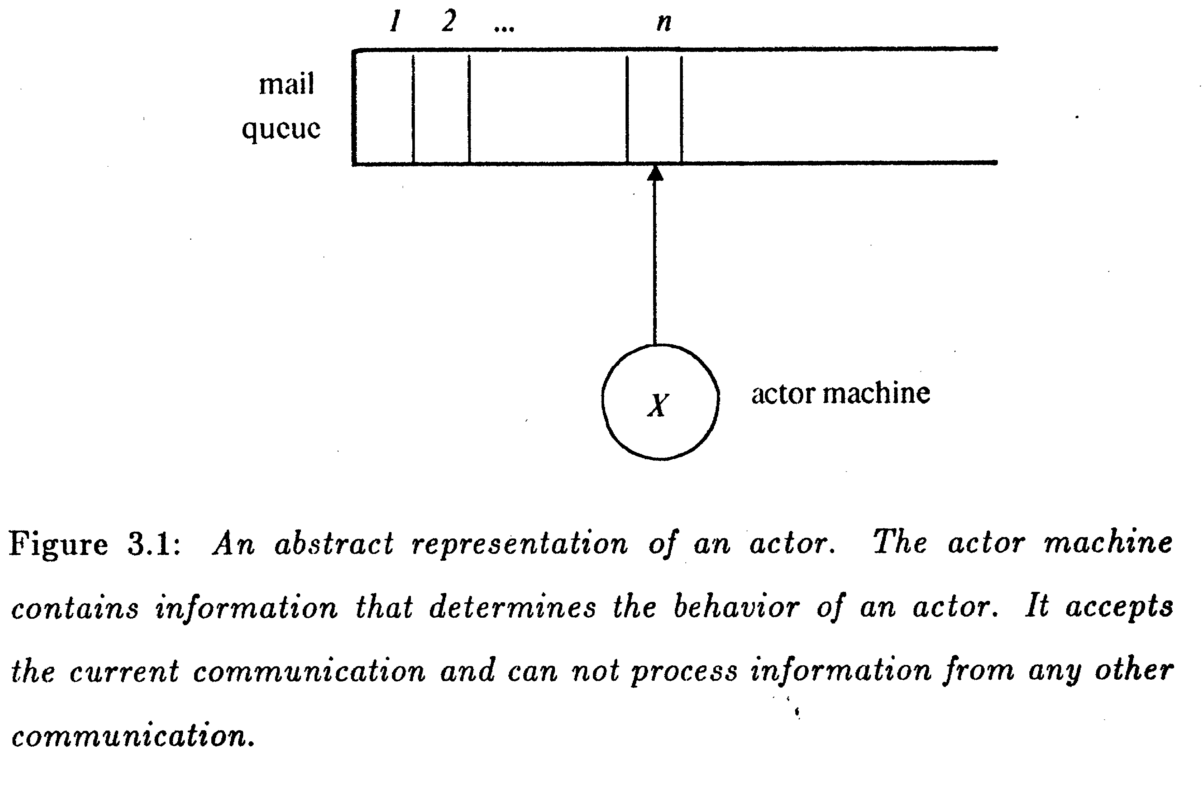 1 2 ... n
mail
queue
X
actor machine
Figure 3.1: An abstract representation of an actor. The actor machine
contains information that determines the behavior of an actor. It accepts
the current communication and can not process information from any other
communication.